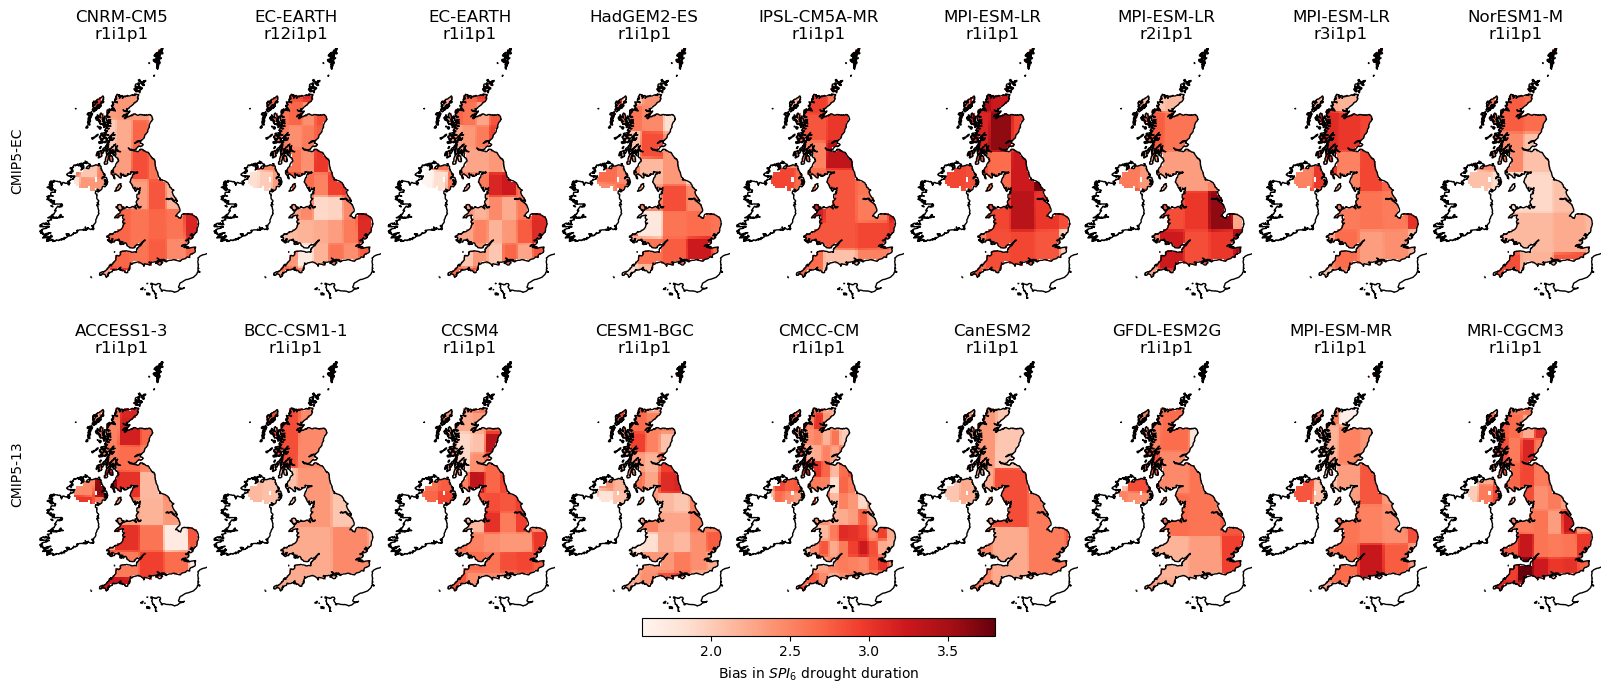 CNRM-CM5 EC-EARTH EC-EARTH HadGEM2-ES IPSL-CM5A-MR MPI-ESM-LR MPI-ESM-LR MPI-ESM-LR NorESM1-M
r1i1p1 r12i1p1 r1i1p1 r1i1p1 r1i1p1 r1i1p1 r2i1p1 r3i1p1 r1i1p1
CMIP5-EC
ACCESS1-3 BCC-CSM1-1 CCSM4 CESM1-BGC CMCC-CM CanESM2 GFDL-ESM2G MPI-ESM-MR MRI-CGCM3
r1i1p1 r1i1p1 r1i1p1 r1i1p1 r1i1p1 r1i1p1 r1i1p1 r1i1p1 r1i1p1
CMIP5-13
2.0 2.5 3.0 3.5
Bias in SPI₆ drought duration